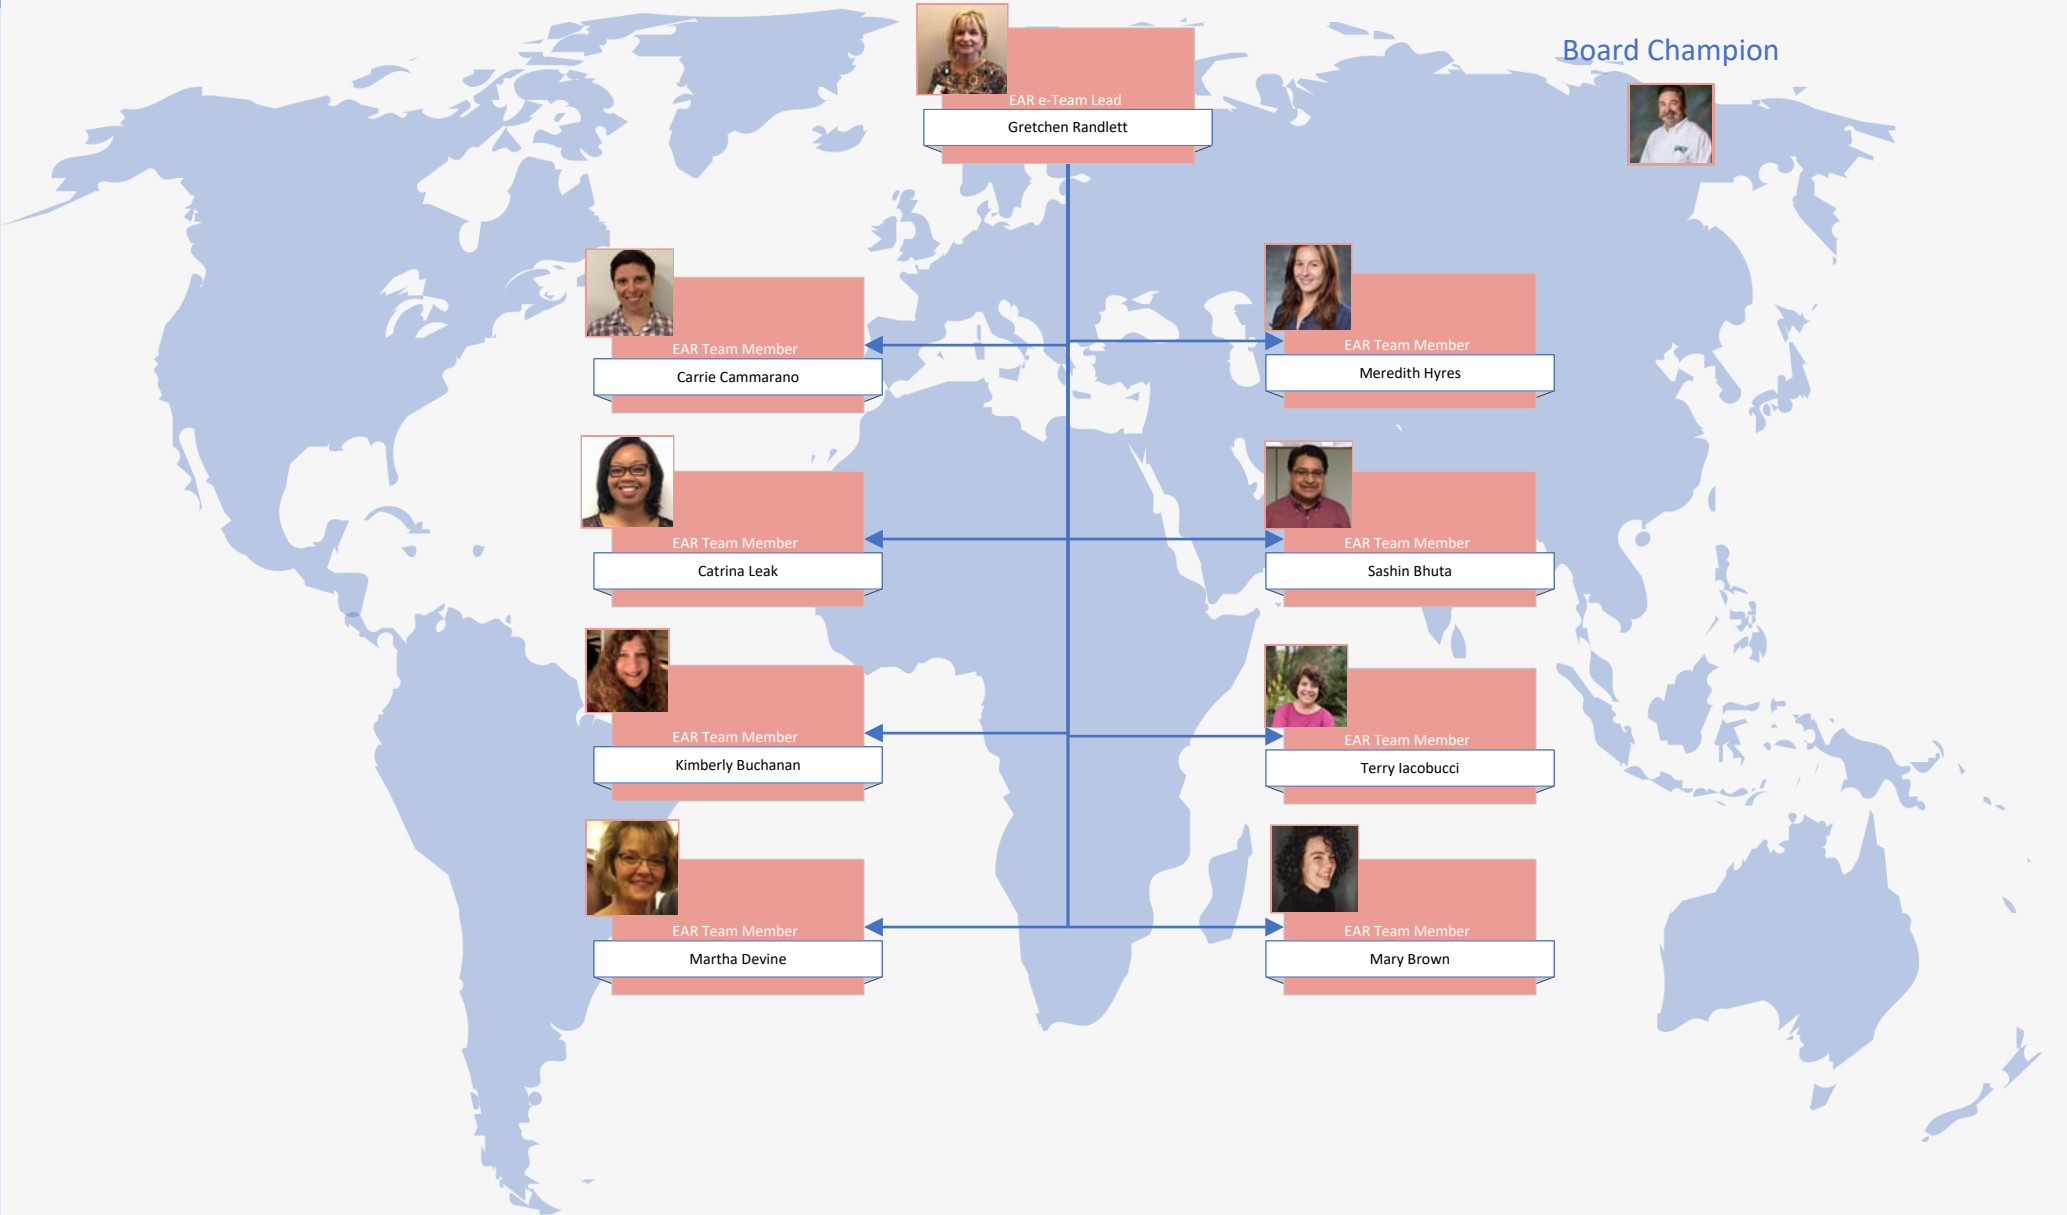 Board Champion
EAR e-Team Lead
Gretchen Randlett
EAR Team Member
Carrie Cammarano
EAR Team Member
Meredith Hyres
EAR Team Member
Catrina Leak
EAR Team Member
Sashin Bhuta
EAR Team Member
Kimberly Buchanan
EAR Team Member
Terry Iacobucci
EAR Team Member
Martha Devine
EAR Team Member
Mary Brown